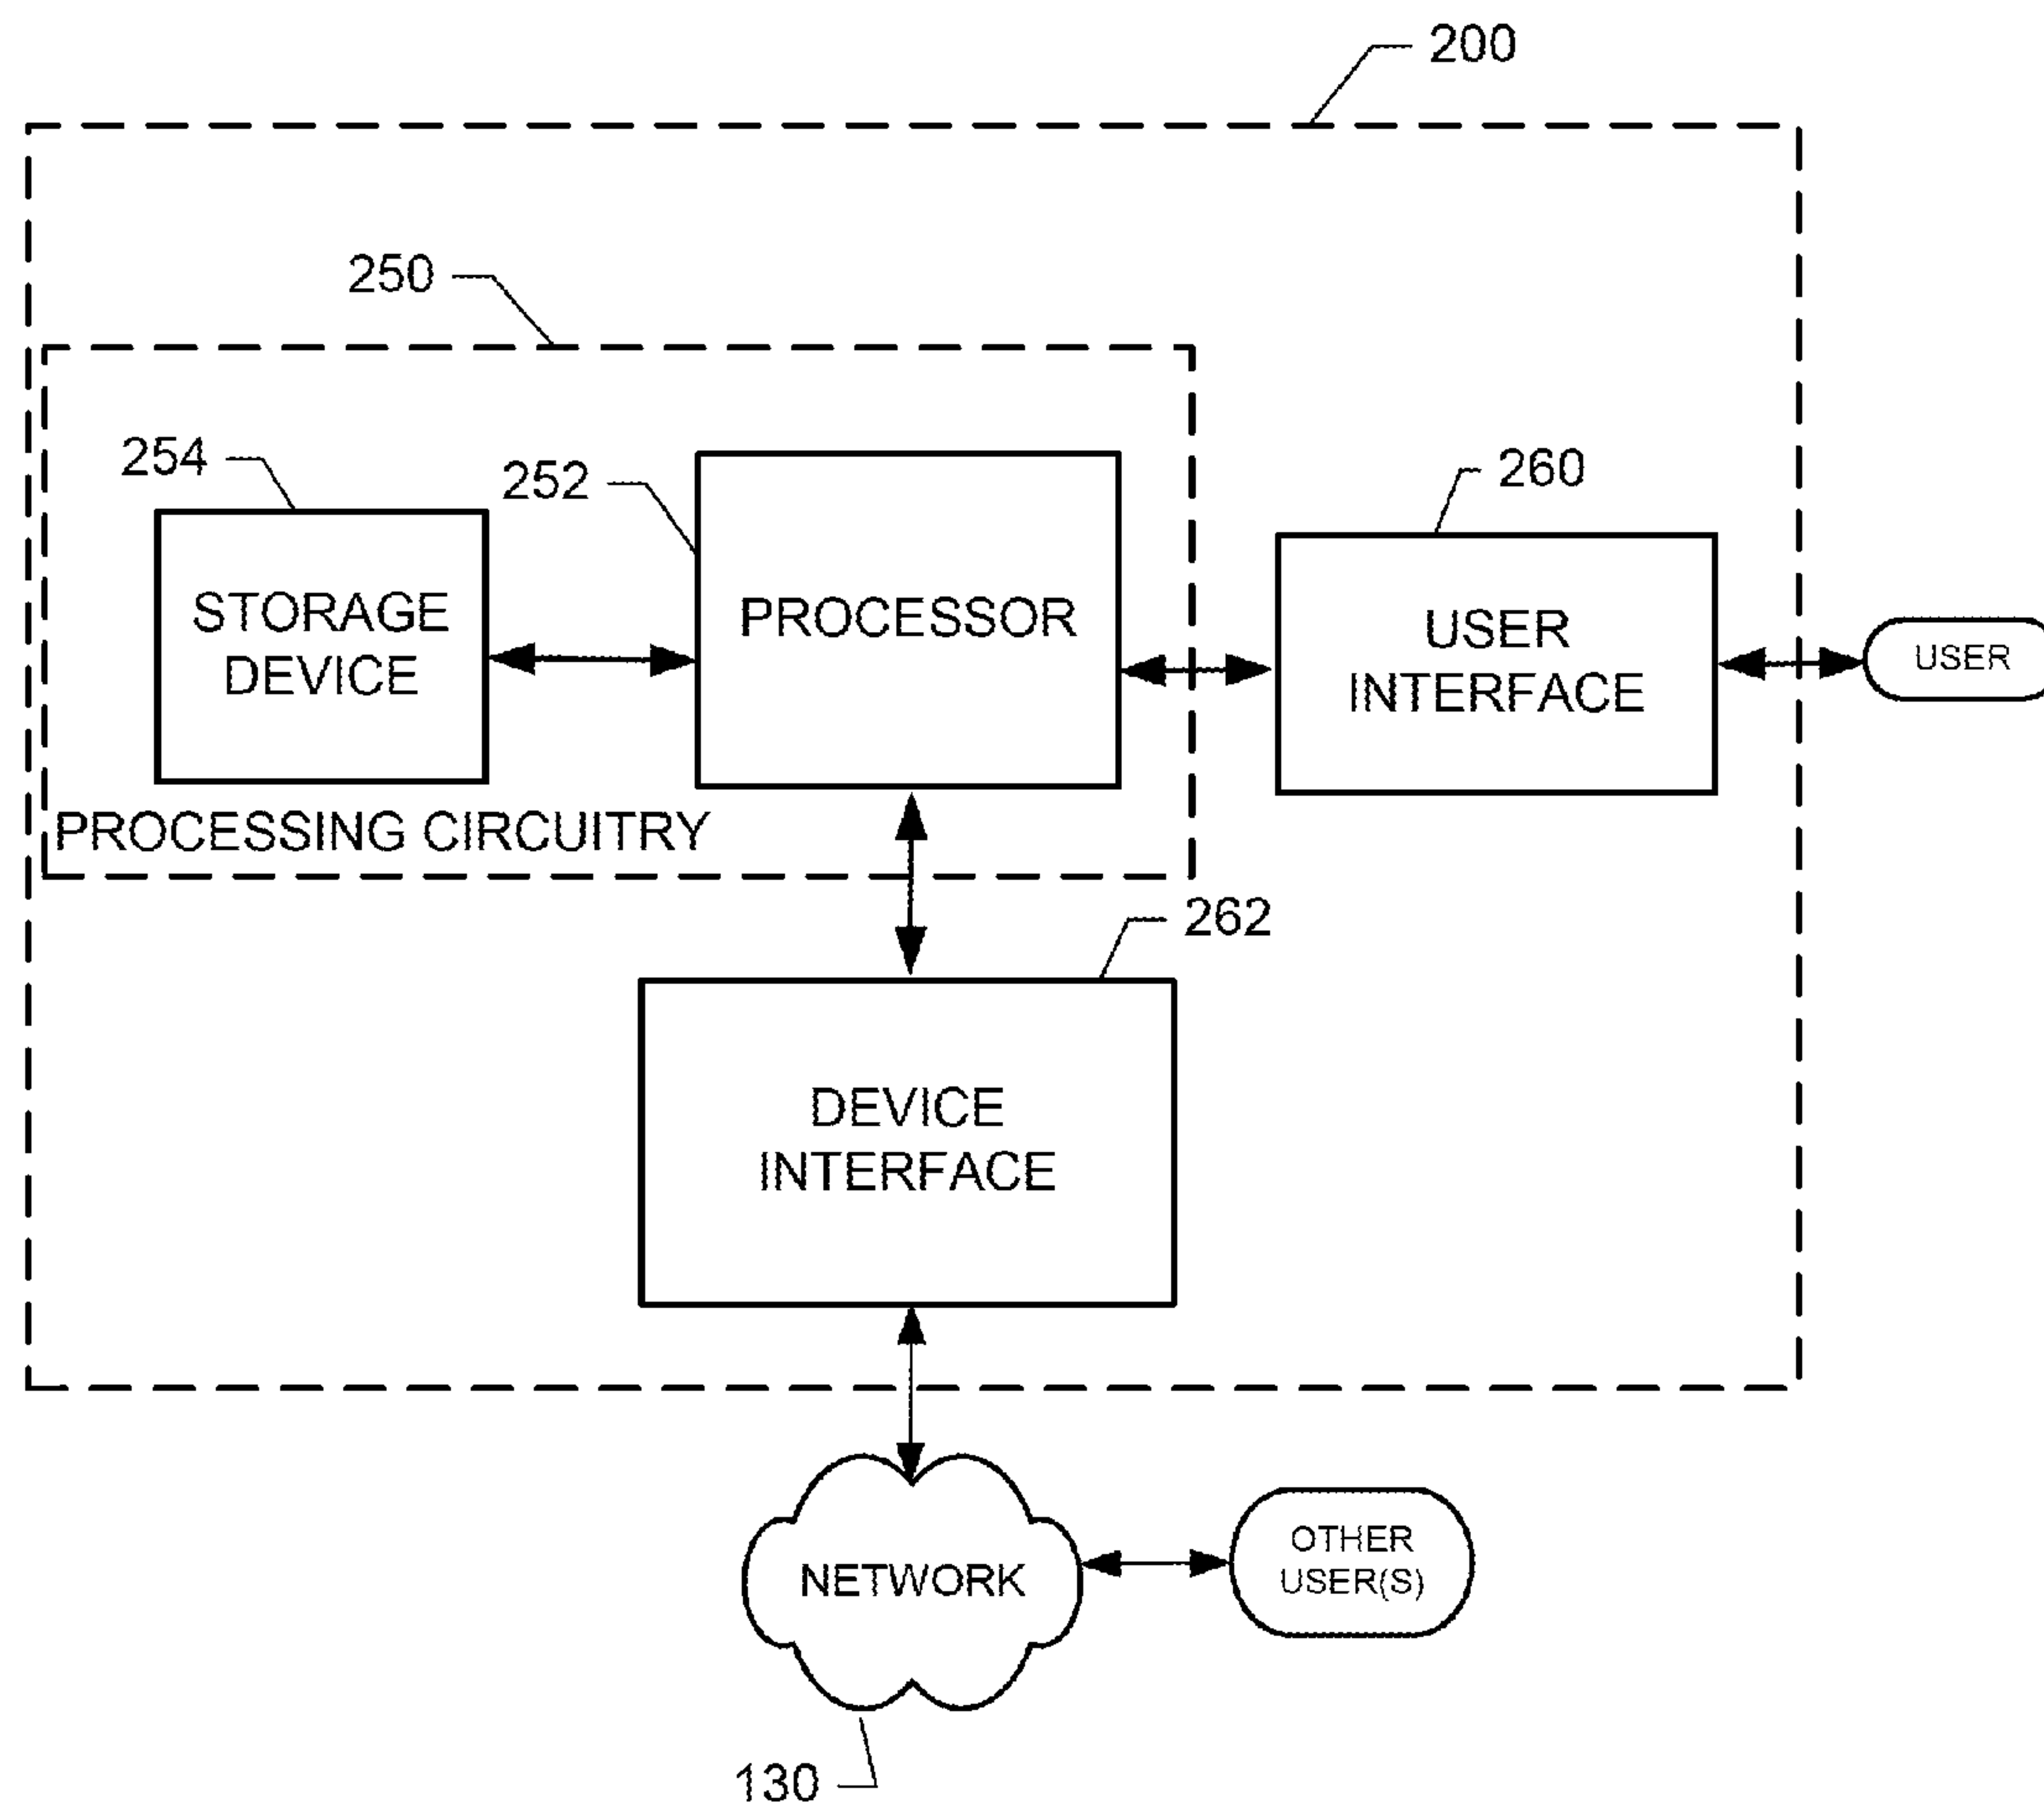 200
250
254
252
260
STORAGE
DEVICE
PROCESSOR
USER
INTERFACE
USER
PROCESSING CIRCUITRY
262
DEVICE
INTERFACE
NETWORK
OTHER
USER(S)
130